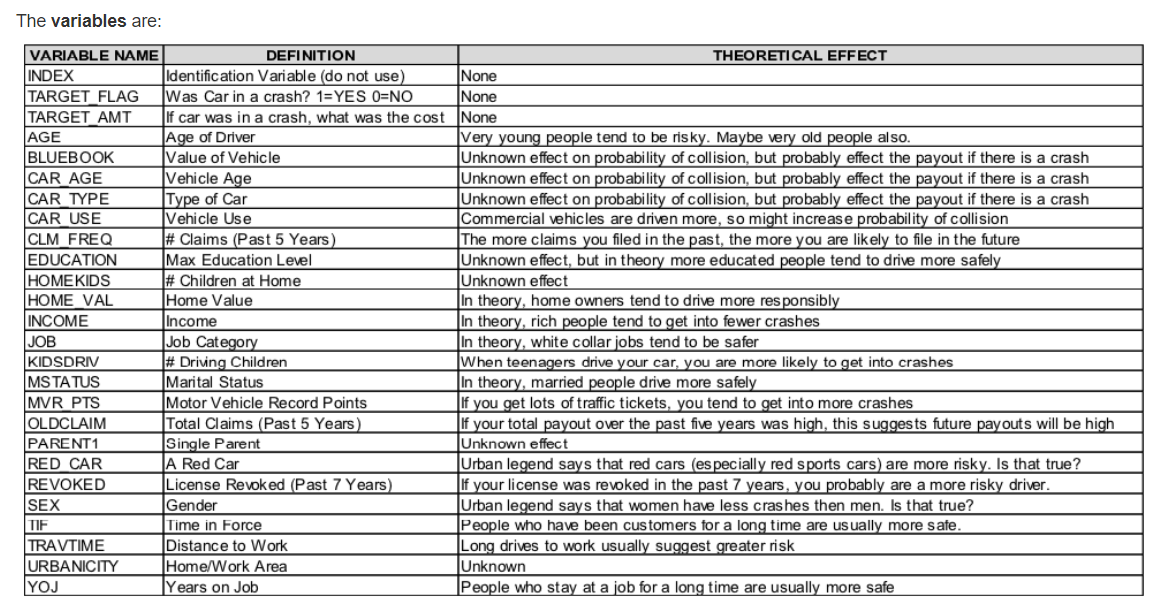 The variables are:
VARIABLE NAME DEFINITION THEORETICAL EFFECT
INDEX Identification Variable (do not use) None
TARGET_FLAG Was Car in a crash? 1=YES 0=NO None
TARGET_AMT If car was in a crash, what was the cost None
AGE Age of Driver Very young people tend to be risky. Maybe very old people also.
BLUEBOOK Value of Vehicle Unknown effect on probability of collision, but probably effect the payout if there is a crash
CAR_AGE Vehicle Age Unknown effect on probability of collision, but probably effect the payout if there is a crash
CAR_TYPE Type of Car Unknown effect on probability of collision, but probably effect the payout if there is a crash
CAR_USE Vehicle Use Commercial vehicles are driven more, so might increase probability of collision
CLM_FREQ # Claims (Past 5 Years) The more claims you filed in the past, the more you are likely to file in the future
EDUCATION Max Education Level Unknown effect, but in theory more educated people tend to drive more safely
HOMEKIDS # Children at Home Unknown effect
HOME_VAL Home Value In theory, home owners tend to drive more responsibly
INCOME Income In theory, rich people tend to get into fewer crashes
JOB Job Category In theory, white collar jobs tend to be safer
KIDSDRIV # Driving Children When teenagers drive your car, you are more likely to get into crashes
MSTATUS Marital Status In theory, married people drive more safely
MVR_PTS Motor Vehicle Record Points If you get lots of traffic tickets, you tend to get into more crashes
OLDCLAIM Total Claims (Past 5 Years) If your total payout over the past five years was high, this suggests future payouts will be high
PARENT1 Single Parent Unknown effect
RED_CAR A Red Car Urban legend says that red cars (especially red sports cars) are more risky. Is that true?
REVOKED License Revoked (Past 7 Years) If your license was revoked in the past 7 years, you probably are a more risky driver.
SEX Gender Urban legend says that women have less crashes then men. Is that true?
TIF Time in Force People who have been customers for a long time are usually more safe.
TRAVTIME Distance to Work Long drives to work usually suggest greater risk
URBANICITY Home/Work Area Unknown
YOJ Years on Job People who stay at a job for a long time are usually more safe